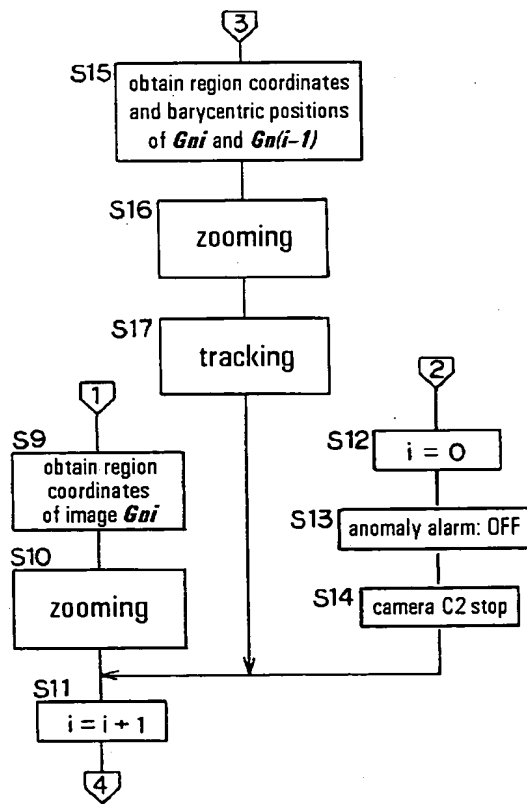 3
S15
obtain region coordinates
and barycentric positions
of Gni and Gn(i-1)
S16
zooming
S17
tracking
1
S9
obtain region
coordinates
of image Gni
S10
zooming
2
S12
i = 0
S13
anomaly alarm: OFF
S14
camera C2 stop
S11
i = i + 1
4